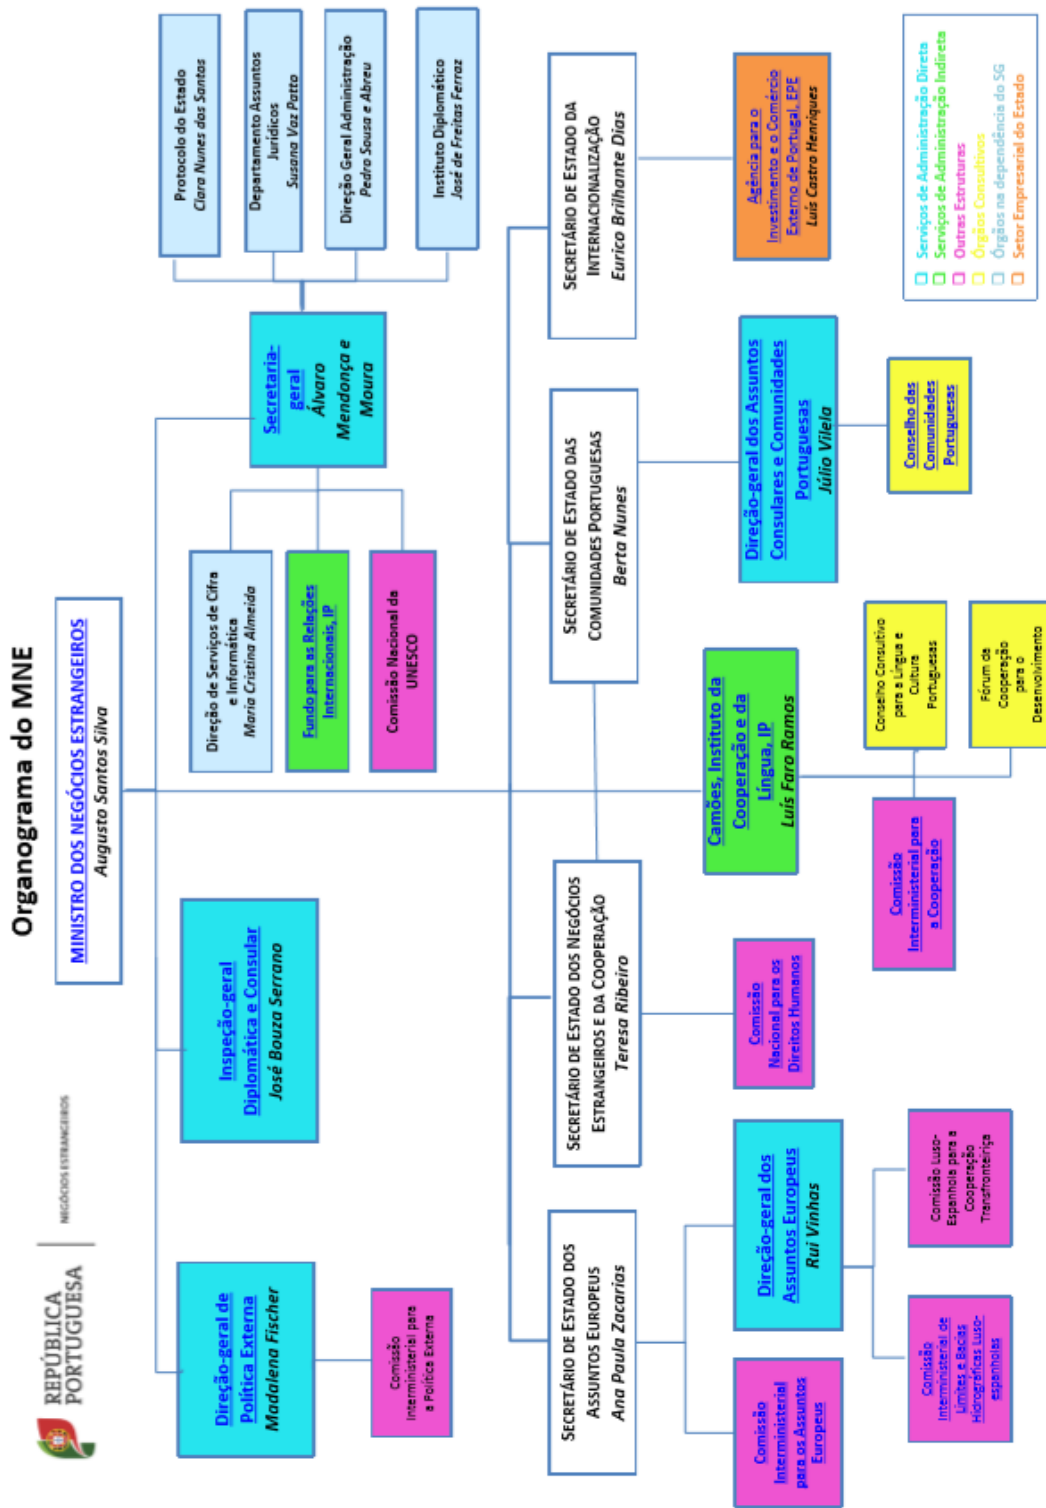 Organograma do MNE
REPÚBLICA
PORTUGUESA
NEGÓCIOS ESTRANGEIROS
MINISTRO DOS NEGÓCIOS ESTRANGEIROS
Augusto Santos Silva
Direção-geral de
Política Externa
Madalena Fischer
Comissão
Interministerial para
a Política Externa
Inspeção-geral
Diplomática e Consular
José Bouza Serrano
Secretaria-
geral
Álvaro
Mendonça e
Moura
Direção de Serviços de Cifra
e Informática
Maria Cristina Almeida
Fundo para as Relações
Internacionais, IP
Comissão Nacional da
UNESCO
Protocolo do Estado
Clara Nunes dos Santos
Departamento Assuntos
Jurídicos
Susana Vaz Patto
Direção Geral Administração
Pedro Sousa e Abreu
Instituto Diplomático
José de Freitas Ferraz
SECRETÁRIO DE ESTADO DOS
ASSUNTOS EUROPEUS
Ana Paula Zacarias
Comissão
Interministerial
para os Assuntos
Europeus
Direção-geral dos
Assuntos Europeus
Rui Vinhas
Comissão
Interministerial de
Limites e Bacias
Hidrográficas Luso-
espanholas
Comissão Luso-
Espanhola para a
Cooperação
Transfronteiriça
SECRETÁRIO DE ESTADO DOS NEGÓCIOS
ESTRANGEIROS E DA COOPERAÇÃO
Teresa Ribeiro
Comissão
Nacional para os
Direitos Humanos
Camões, Instituto da
Cooperação e da
Língua, IP
Luís Faro Ramos
Comissão
Interministerial para
a Cooperação
Conselho Consultivo
para a Língua e
Cultura
Portuguesas
Fórum da
Cooperação
para o
Desenvolvimento
SECRETÁRIO DE ESTADO DAS
COMUNIDADES PORTUGUESAS
Berta Nunes
Direção-geral dos Assuntos
Consulares e Comunidades
Portuguesas
Júlio Vilela
Conselho das
Comunidades
Portuguesas
SECRETÁRIO DE ESTADO DA
INTERNACIONALIZAÇÃO
Eurico Brilhante Dias
Agência para o
Investimento e o Comércio
Externo de Portugal, EPE
Luís Castro Henriques
Serviços de Administração Direta
Serviços de Administração Indireta
Outras Estruturas
Órgãos Consultivos
Órgãos na dependência do SG
Setor Empresarial do Estado